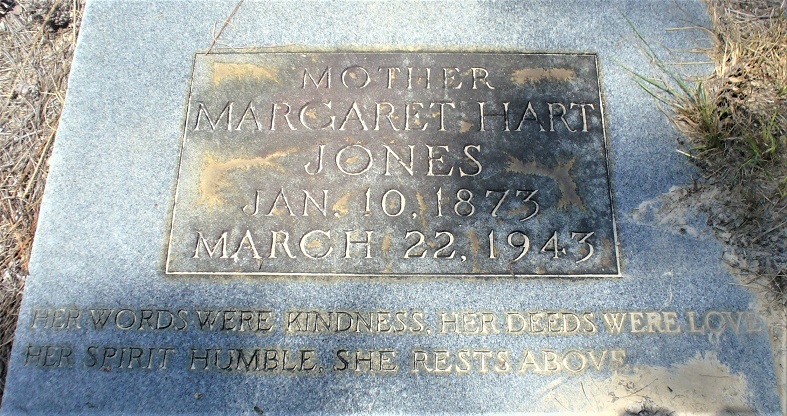 MOTHER
MARGARET HART
JONES
JAN. 10, 1873
MARCH 22, 1943
HER WORDS WERE KINDNESS, HER DEEDS WERE LOVE
HER SPIRIT HUMBLE, SHE RESTS ABOVE.